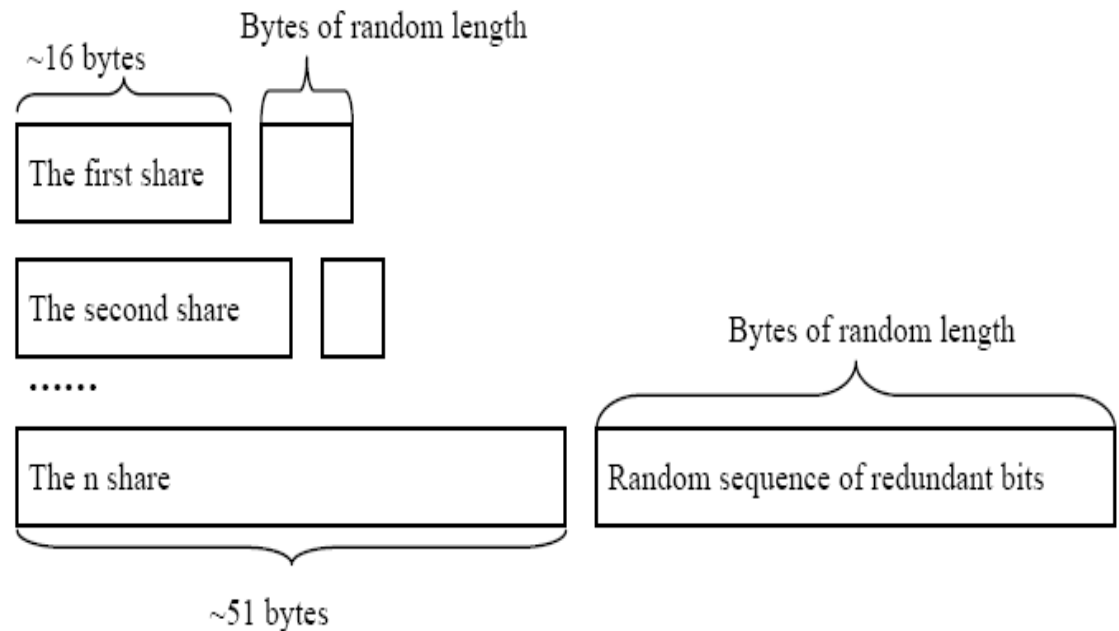 Bytes of random length
~16 bytes
The first share
The second share
Bytes of random length
......
The n share
Random sequence of redundant bits
~51 bytes